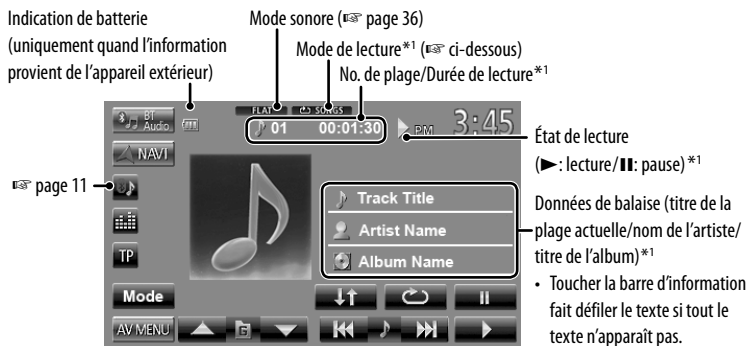 Indication de batterie
(uniquement quand l'information
provient de l'appareil extérieur)
Mode sonore (☞ page 36)
Mode de lecture*1 (☞ ci-dessous)
No. de plage/Durée de lecture*1
BT
Audio
FLAT
SONGS
01 00:01:30
PM 3:45
NAVI
☞ page 11
TP
Mode
AV MENU
Track Title
Artist Name
Album Name
État de lecture
(►: lecture/❚❚: pause)*1
Données de balaise (titre de la
plage actuelle/nom de l'artiste/
titre de l'album)*1
• Toucher la barre d'information
fait défiler le texte si tout le
texte n'apparaît pas.